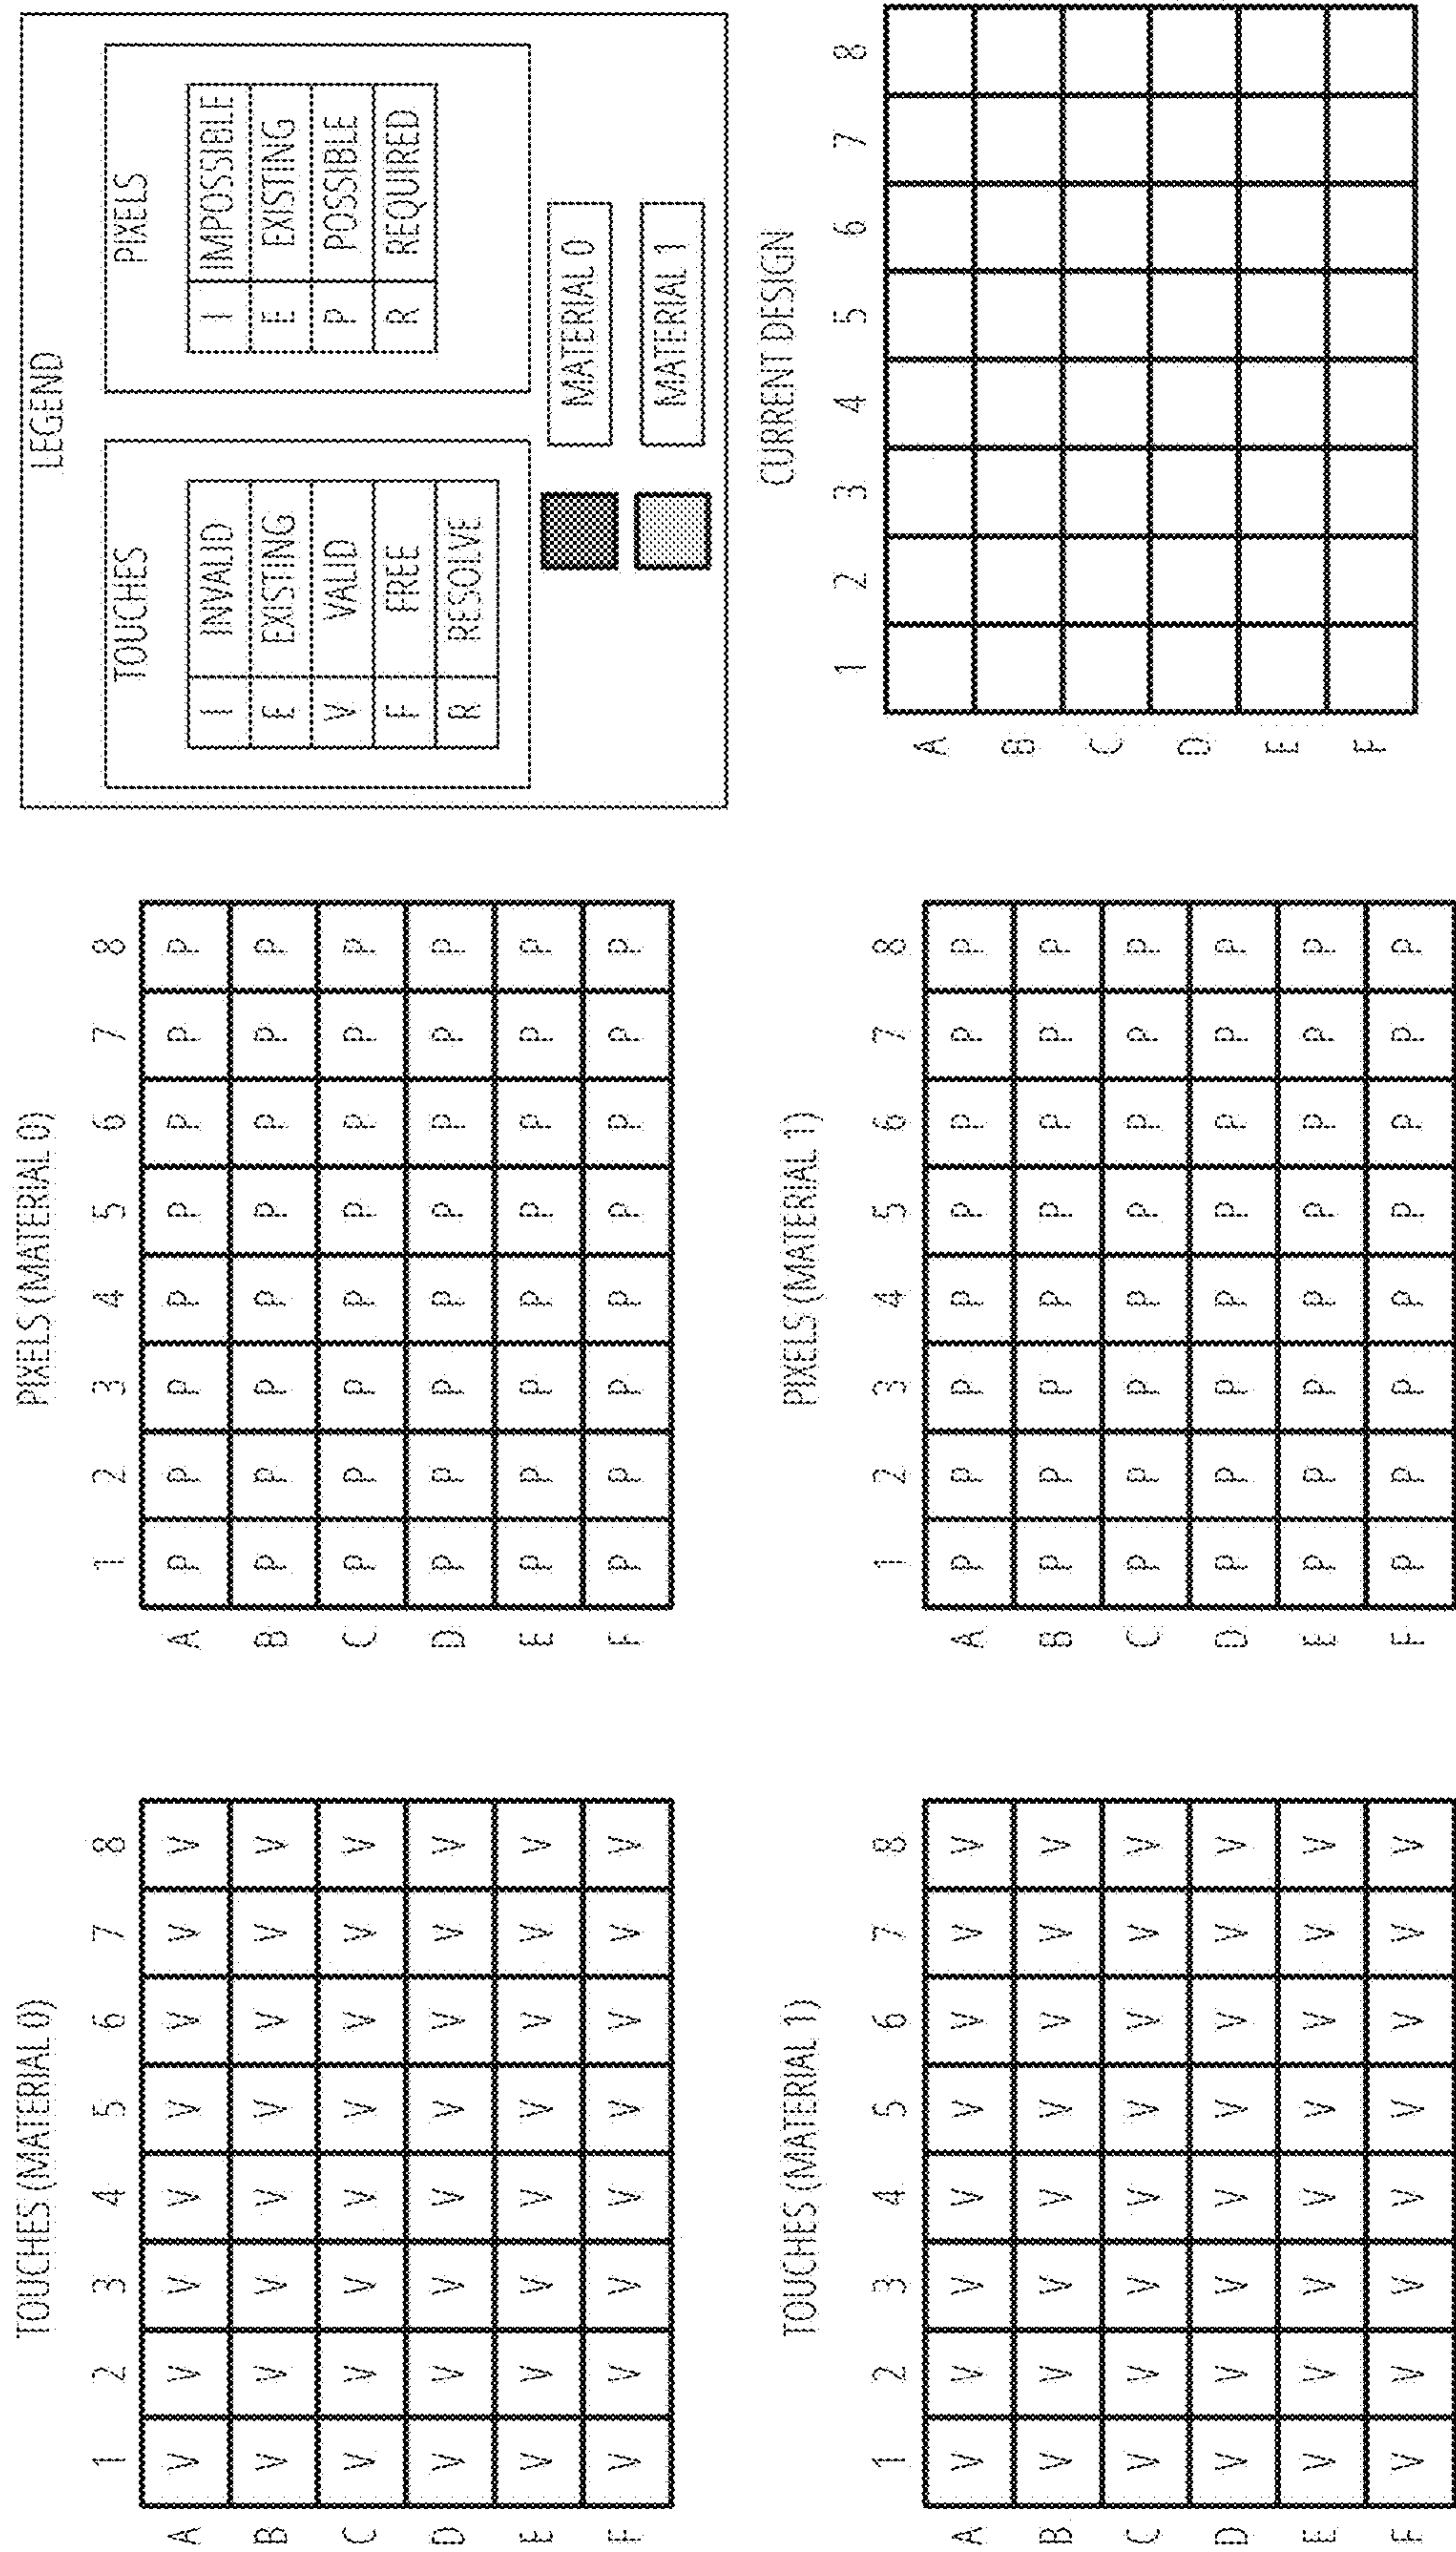 TOUCHES (MATERIAL 0)
1 2 3 4 5 6 7 8
A V V V V V V V V
B V V V V V V V V
C V V V V V V V V
D V V V V V V V V
E V V V V V V V V
F V V V V V V V V
PIXELS (MATERIAL 0)
1 2 3 4 5 6 7 8
A P P P P P P P P
B P P P P P P P P
C P P P P P P P P
D P P P P P P P P
E P P P P P P P P
F P P P P P P P P
LEGEND
TOUCHES
I INVALID
E EXISTING
V VALID
F FREE
R RESOLVE
PIXELS
I IMPOSSIBLE
E EXISTING
P POSSIBLE
R REQUIRED
MATERIAL 0
MATERIAL 1
TOUCHES (MATERIAL 1)
1 2 3 4 5 6 7 8
A V V V V V V V V
B V V V V V V V V
C V V V V V V V V
D V V V V V V V V
E V V V V V V V V
F V V V V V V V V
PIXELS (MATERIAL 1)
1 2 3 4 5 6 7 8
A P P P P P P P P
B P P P P P P P P
C P P P P P P P P
D P P P P P P P P
E P P P P P P P P
F P P P P P P P P
CURRENT DESIGN
1 2 3 4 5 6 7 8
A
B
C
D
E
F